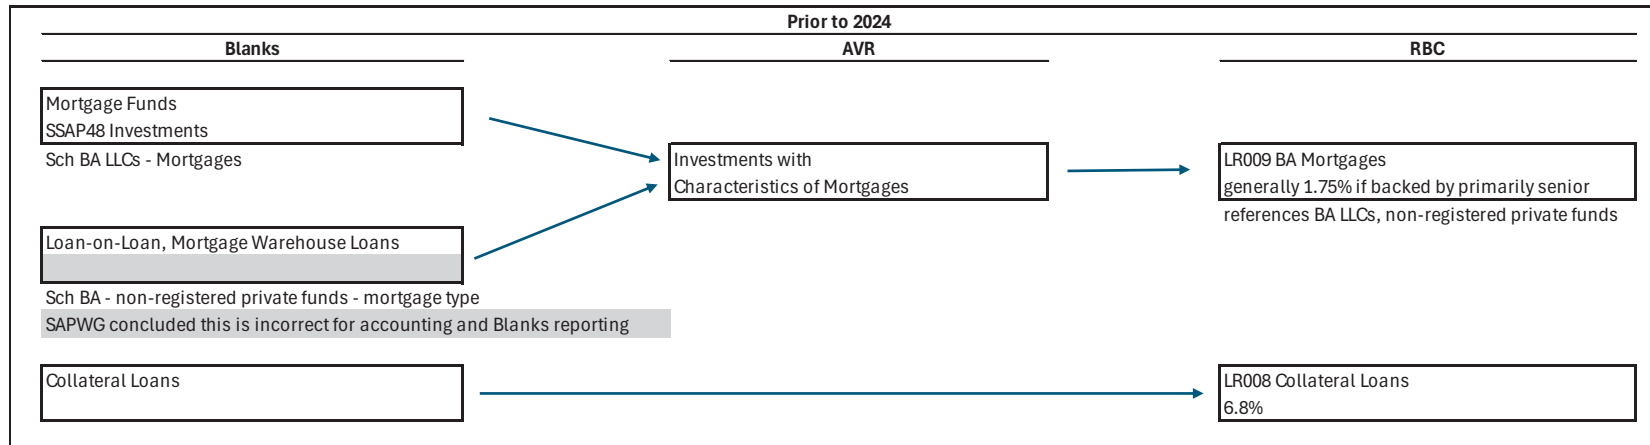 Prior to 2024
Blanks
AVR
RBC
Mortgage Funds
SSAP48 Investments
Sch BA LLCs - Mortgages
Investments with
Characteristics of Mortgages
LR009 BA Mortgages
generally 1.75% if backed by primarily senior
references BA LLCs, non-registered private funds
Loan-on-Loan, Mortgage Warehouse Loans
Sch BA - non-registered private funds - mortgage type
SAPWG concluded this is incorrect for accounting and Blanks reporting
Collateral Loans
LR008 Collateral Loans
6.8%